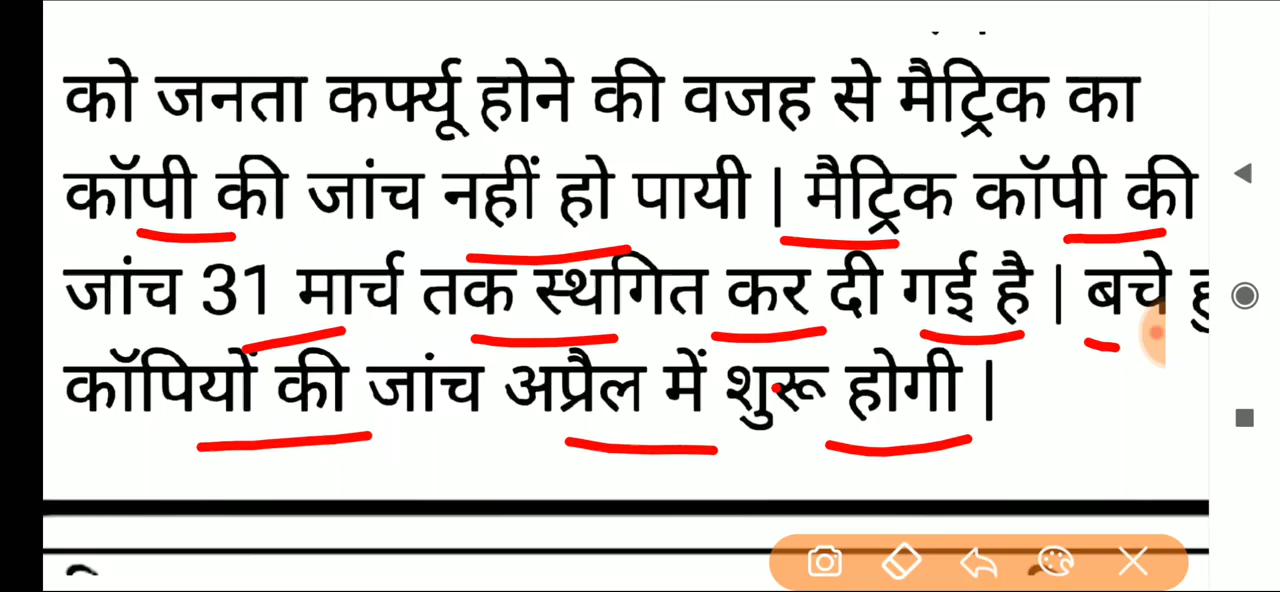 को जनता कर्फ्यू होने की वजह से मैट्रिक का
कॉपी की जांच नहीं हो पायी | मैट्रिक कॉपी की
जांच 31 मार्च तक स्थगित कर दी गई है | बचे
कॉपियों की जांच अप्रैल में शुरू होगी |